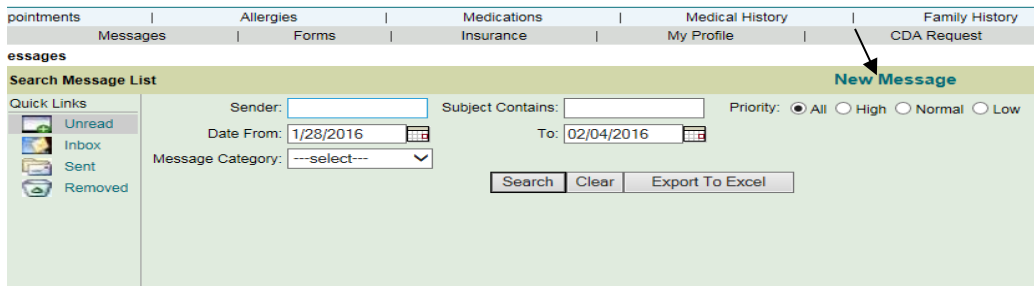 pointments | Allergies | Medications | Medical History | Family History
Messages | Forms | Insurance | My Profile | CDA Request
essages
Search Message List New Message
Quick Links Sender: Subject Contains: Priority: All High Normal Low
Unread Date From: 1/28/2016 To: 02/04/2016
Inbox Message Category: ---select---
Sent Search Clear Export To Excel
Removed